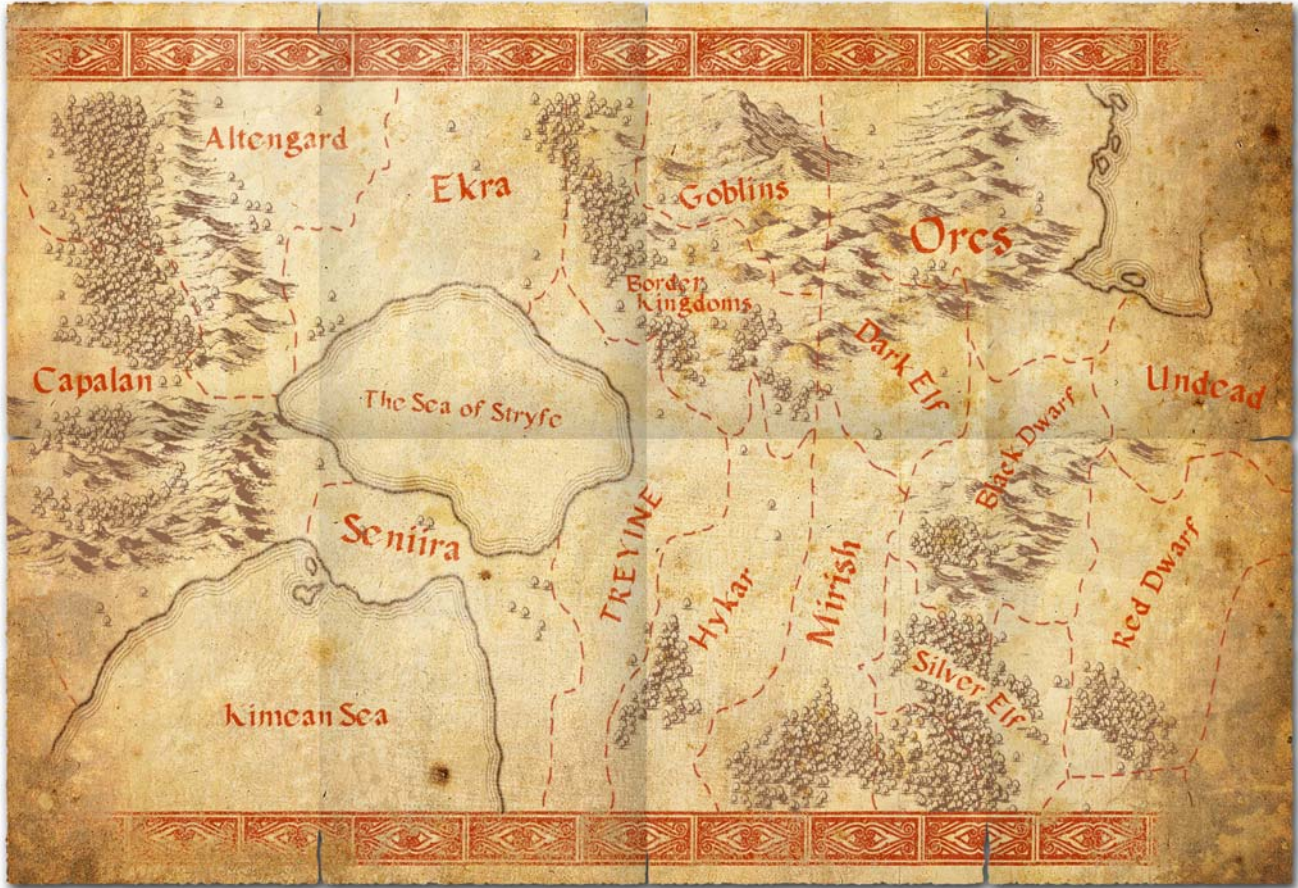 Altengard
Ekra
Goblins
Orcs
Border
Kingdoms
Dark Elf
Capalan
The Sea of Stryfe
Undead
Black Dwarf
Seniira
TREYINE
Hykar
Mirish
Red Dwarf
Silver Elf
Kimean Sea